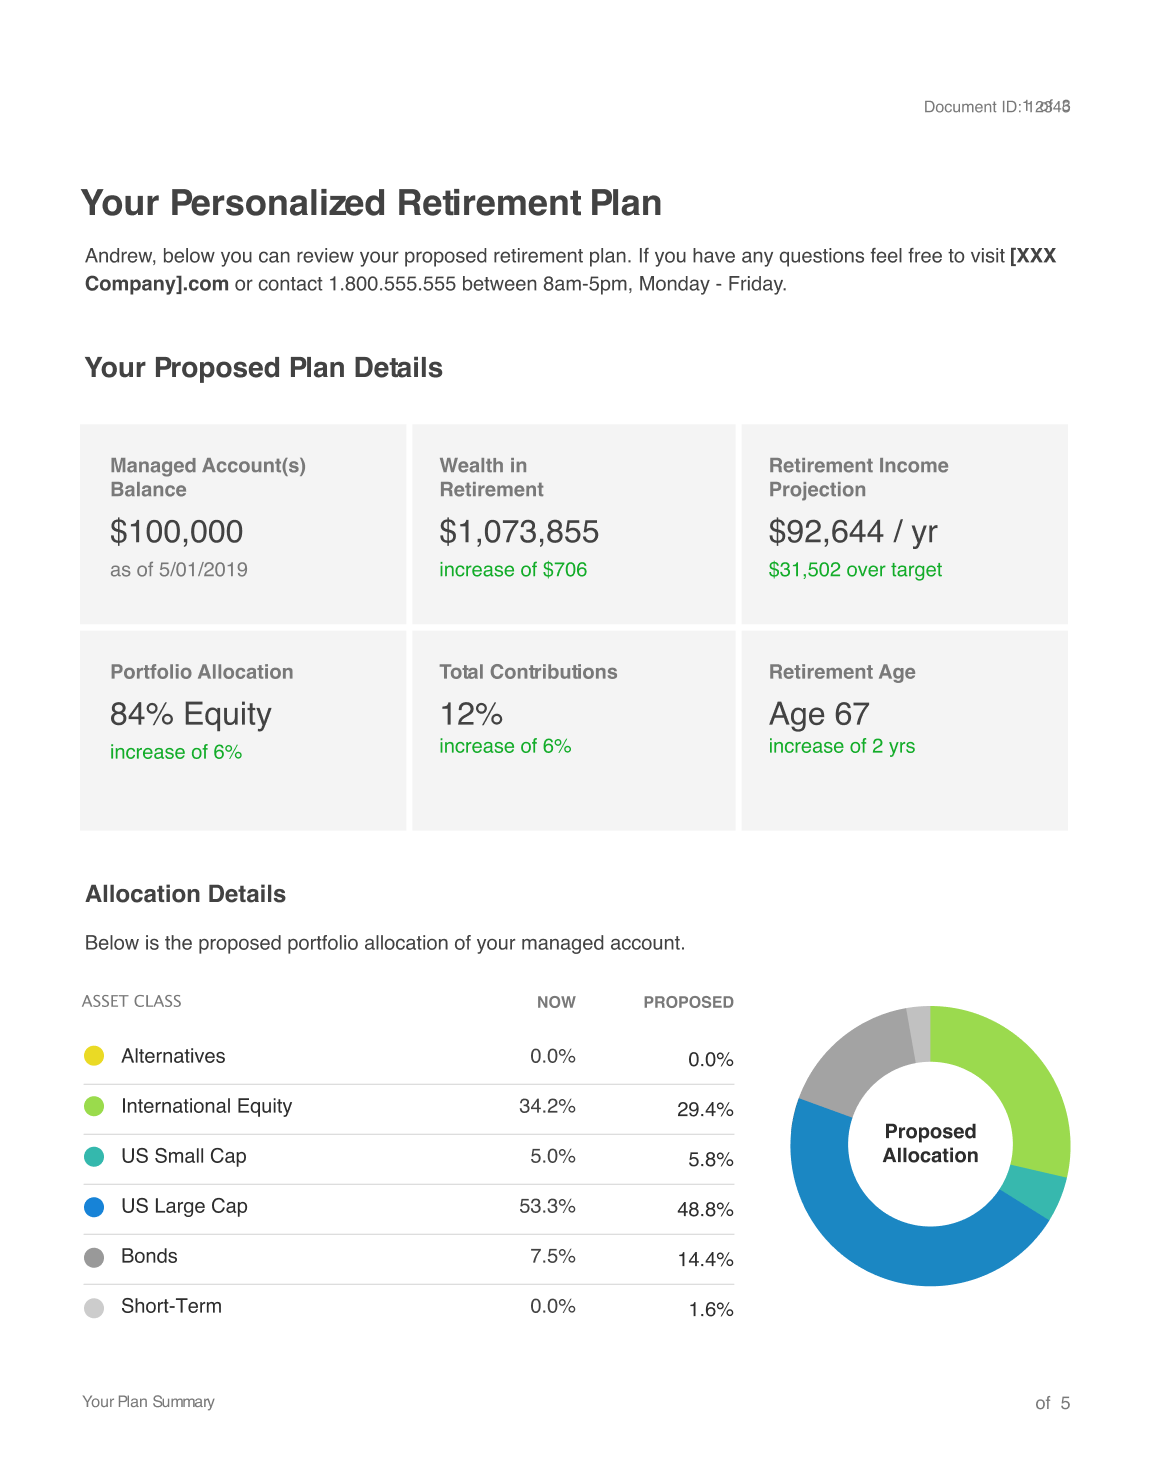 Document ID:
Your Personalized Retirement Plan
Andrew, below you can review your proposed retirement plan. If you have any questions feel free to visit [XXX
Company].com or contact 1.800.555.555 between 8am-5pm, Monday - Friday.
Your Proposed Plan Details
Managed Account(s)
Balance
$100,000
as of 5/01/2019
Wealth in
Retirement
$1,073,855
increase of $706
Retirement Income
Projection
$92,644 / yr
$31,502 over target
Portfolio Allocation
84% Equity
increase of 6%
Total Contributions
12%
increase of 6%
Retirement Age
Age 67
increase of 2 yrs
Allocation Details
Below is the proposed portfolio allocation of your managed account.
ASSET CLASS NOW PROPOSED
Alternatives 0.0% 0.0%
International Equity 34.2% 29.4%
US Small Cap 5.0% 5.8%
US Large Cap 53.3% 48.8%
Bonds 7.5% 14.4%
Short-Term 0.0% 1.6%
Proposed
Allocation
Your Plan Summary of 5